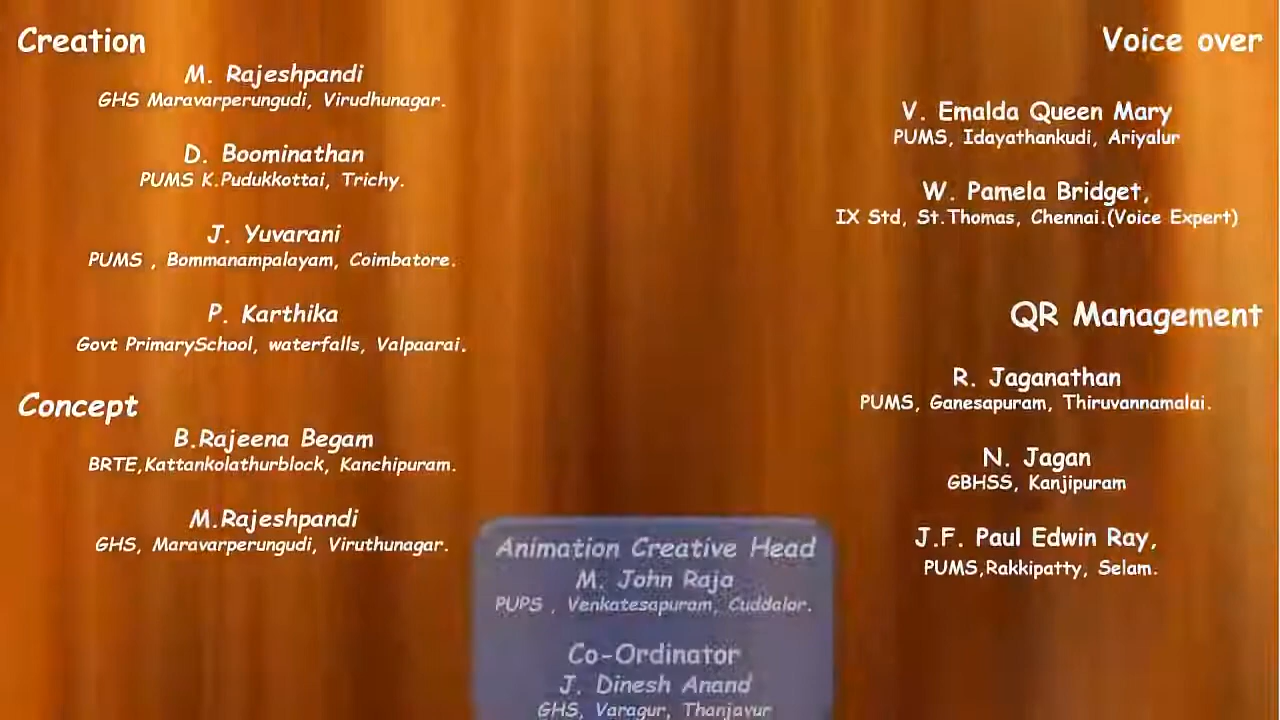 Creation
M. Rajeshpandi
GHS Maravarperungudi, Virudhunagar.
D. Boominathan
PUMS K.Pudukkottai, Trichy.
J. Yuvarani
PUMS , Bommanampalayam, Coimbatore.
P. Karthika
Govt PrimarySchool, waterfalls, Valpaarai.
Concept
B.Rajeena Begam
BRTE,Kattankolathurblock, Kanchipuram.
M.Rajeshpandi
GHS, Maravarperungudi, Viruthunagar.
Voice over
V. Emalda Queen Mary
PUMS, Idayathankudi, Ariyalur
W. Pamela Bridget,
IX Std, St.Thomas, Chennai.(Voice Expert)
QR Management
R. Jaganathan
PUMS, Ganesapuram, Thiruvannamalai.
N. Jagan
GBHSS, Kanjipuram
J.F. Paul Edwin Ray,
PUMS,Rakkipatty, Selam.
Animation Creative Head
M. John Raja
PUPS , Venkatesapuram, Cuddalor.
Co-Ordinator
J. Dinesh Anand
GHS, Varagur, Thanjavur